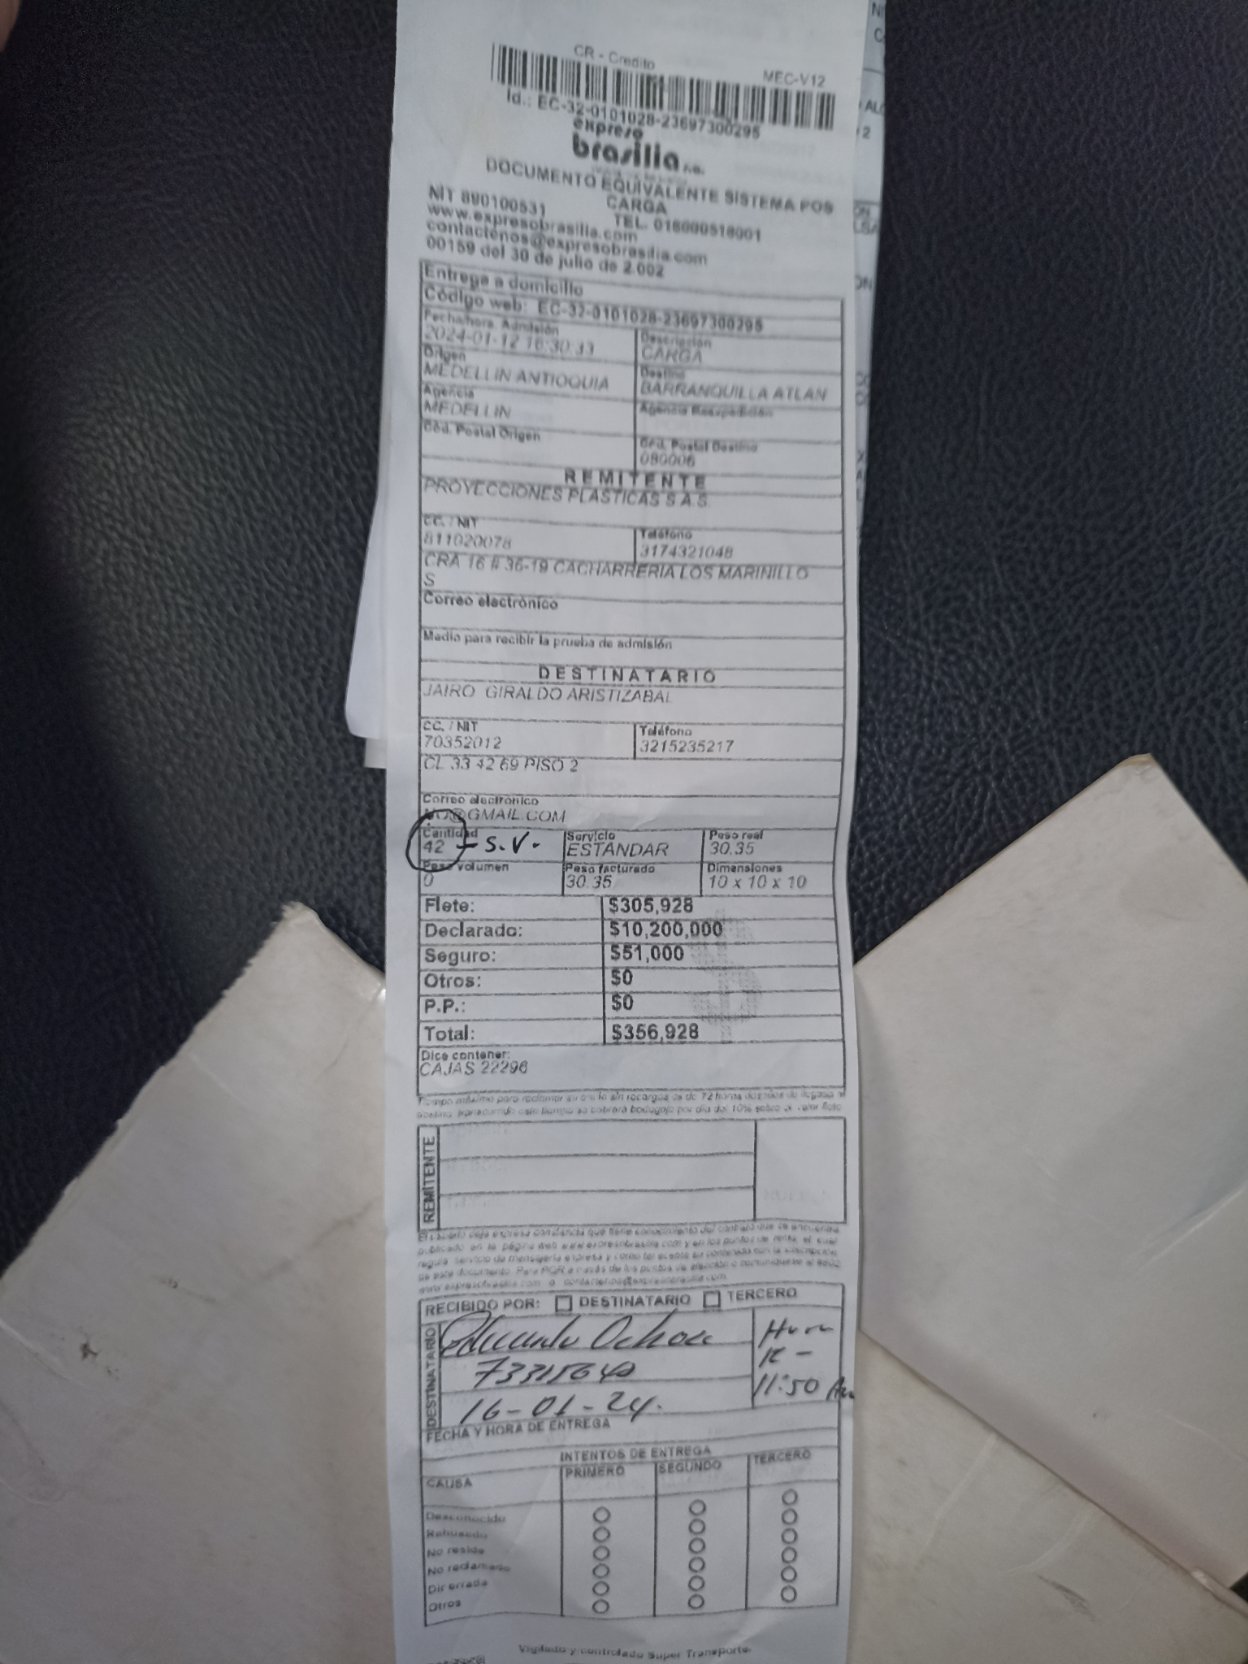 CR - Credito
MEC-V12
Id.: EC-32-0101028-23697300295
expreso
brasilia S.A.
DOCUMENTO EQUIVALENTE SISTEMA POS
CARGA
NIT 890100531 TEL. 018000518001
www.expresobrasilia.com
contactenos@expresobrasilia.com
00159 del 30 de julio de 2.002
Entrega a domicilio
Código web: EC-32-0101028-23697300295
Fecha/hora Admisión
2024-01-12 16:30:33
Descripción
CARGA
Origen
MEDELLIN ANTIOQUIA
Destino
BARRANQUILLA ATLAN
Agencia
MEDELLIN
Agencia Reexpedición
Cód. Postal Origen
Cód. Postal Destino
080006
REMITENTE
PROYECCIONES PLASTICAS S.A.S.
CC. / NIT
811020078
Teléfono
3174321048
CRA 16 # 36-19 CACHARRERIA LOS MARINILLO
S
Correo electrónico
Medio para recibir la prueba de admisión
DESTINATARIO
JAIRO GIRALDO ARISTIZABAL
CC. / NIT
70352012
Teléfono
3215235217
CL 33 42 69 PISO 2
Correo electrónico
NO@GMAIL.COM
Cantidad
42 - S.V.
Servicio
ESTANDAR
Peso real
30.35
Peso volumen
0
Peso facturado
30.35
Dimensiones
10 x 10 x 10
Flete: $305,928
Declarado: $10,200,000
Seguro: $51,000
Otros: $0
P.P.: $0
Total: $356,928
Dice contener:
CAJAS 22296
REMITENTE
RECIBIDO POR: DESTINATARIO TERCERO
DESTINATARIO
Eduardo Ochoa
16-01-24.
11:50 Am
FECHA Y HORA DE ENTREGA
INTENTOS DE ENTREGA
CAUSA PRIMERO SEGUNDO TERCERO
Desconocido
Rehusado
No reside
No reclamado
Dir errada
Otros
Vigilado y controlado Super Transporte.